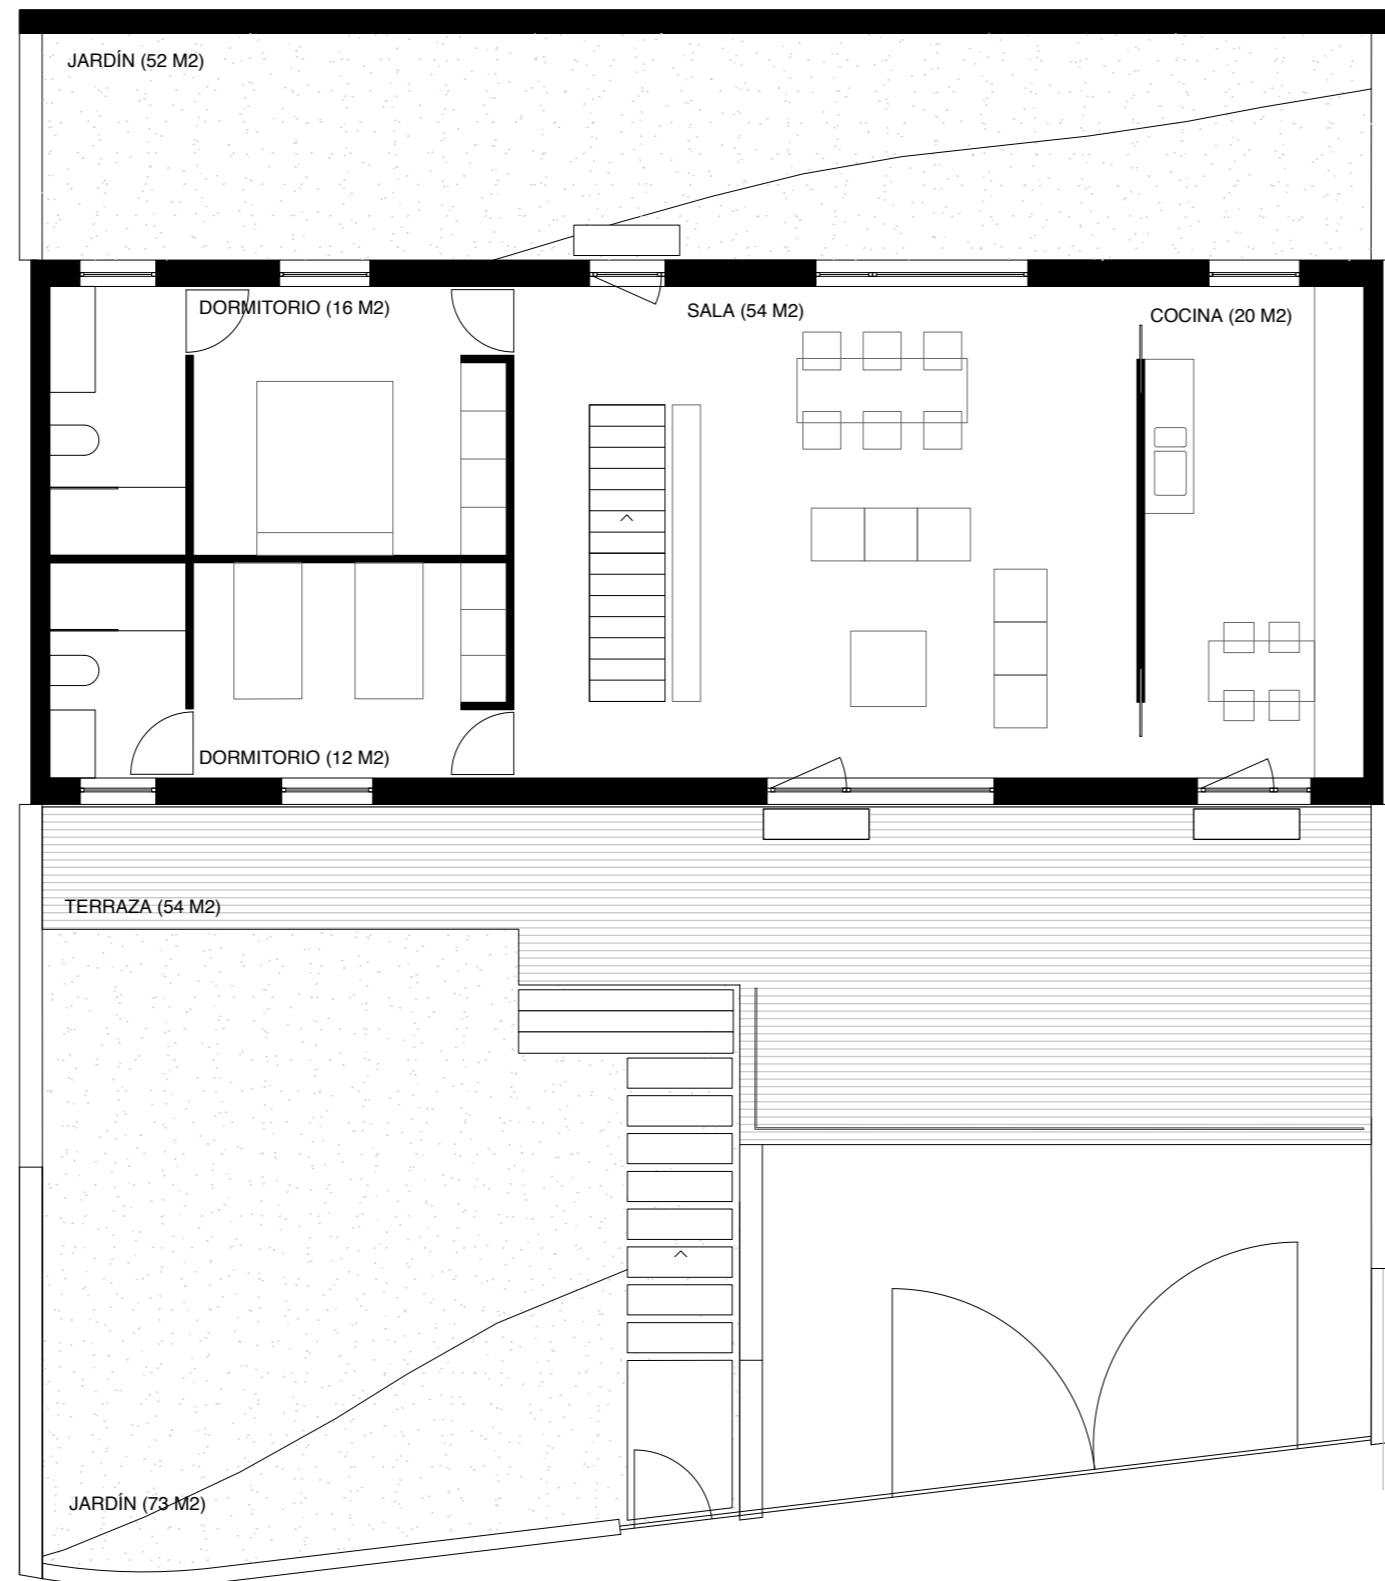 JARDÍN (52 M2)
DORMITORIO (16 M2)
SALA (54 M2)
COCINA (20 M2)
DORMITORIO (12 M2)
TERRAZA (54 M2)
JARDÍN (73 M2)